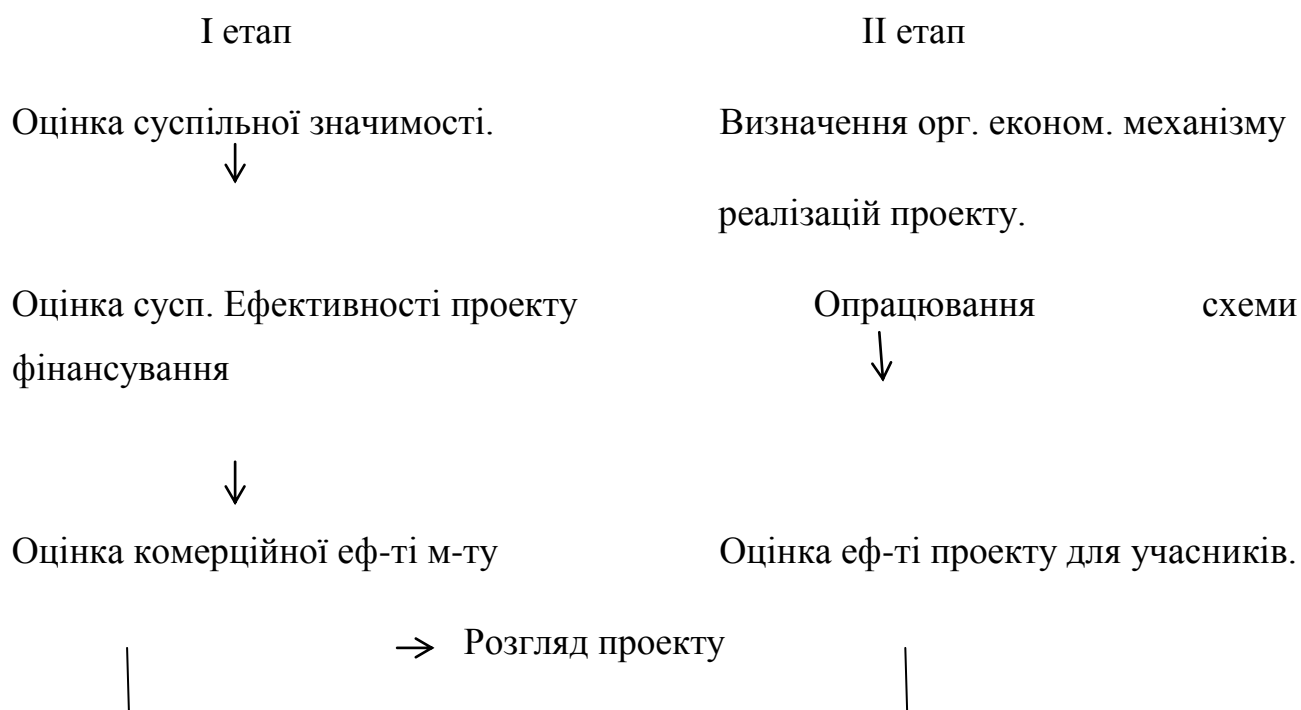 І етап ІІ етап
Оцінка суспільної значимості. Визначення орг. економ. механізму
реалізацій проекту.
Оцінка сусп. Ефективності проекту Опрацювання схеми
фінансування
Оцінка комерційної еф-ті м-ту Оцінка еф-ті проекту для учасників.
Розгляд проекту